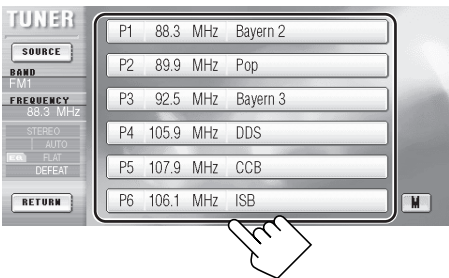 TUNER
SOURCE
BAND
FM1
FREQUENCY
88.3 MHz
STEREO
AUTO
EQ FLAT
DEFEAT
RETURN
P1 88.3 MHz Bayern 2
P2 89.9 MHz Pop
P3 92.5 MHz Bayern 3
P4 105.9 MHz DDS
P5 107.9 MHz CCB
P6 106.1 MHz ISB
M